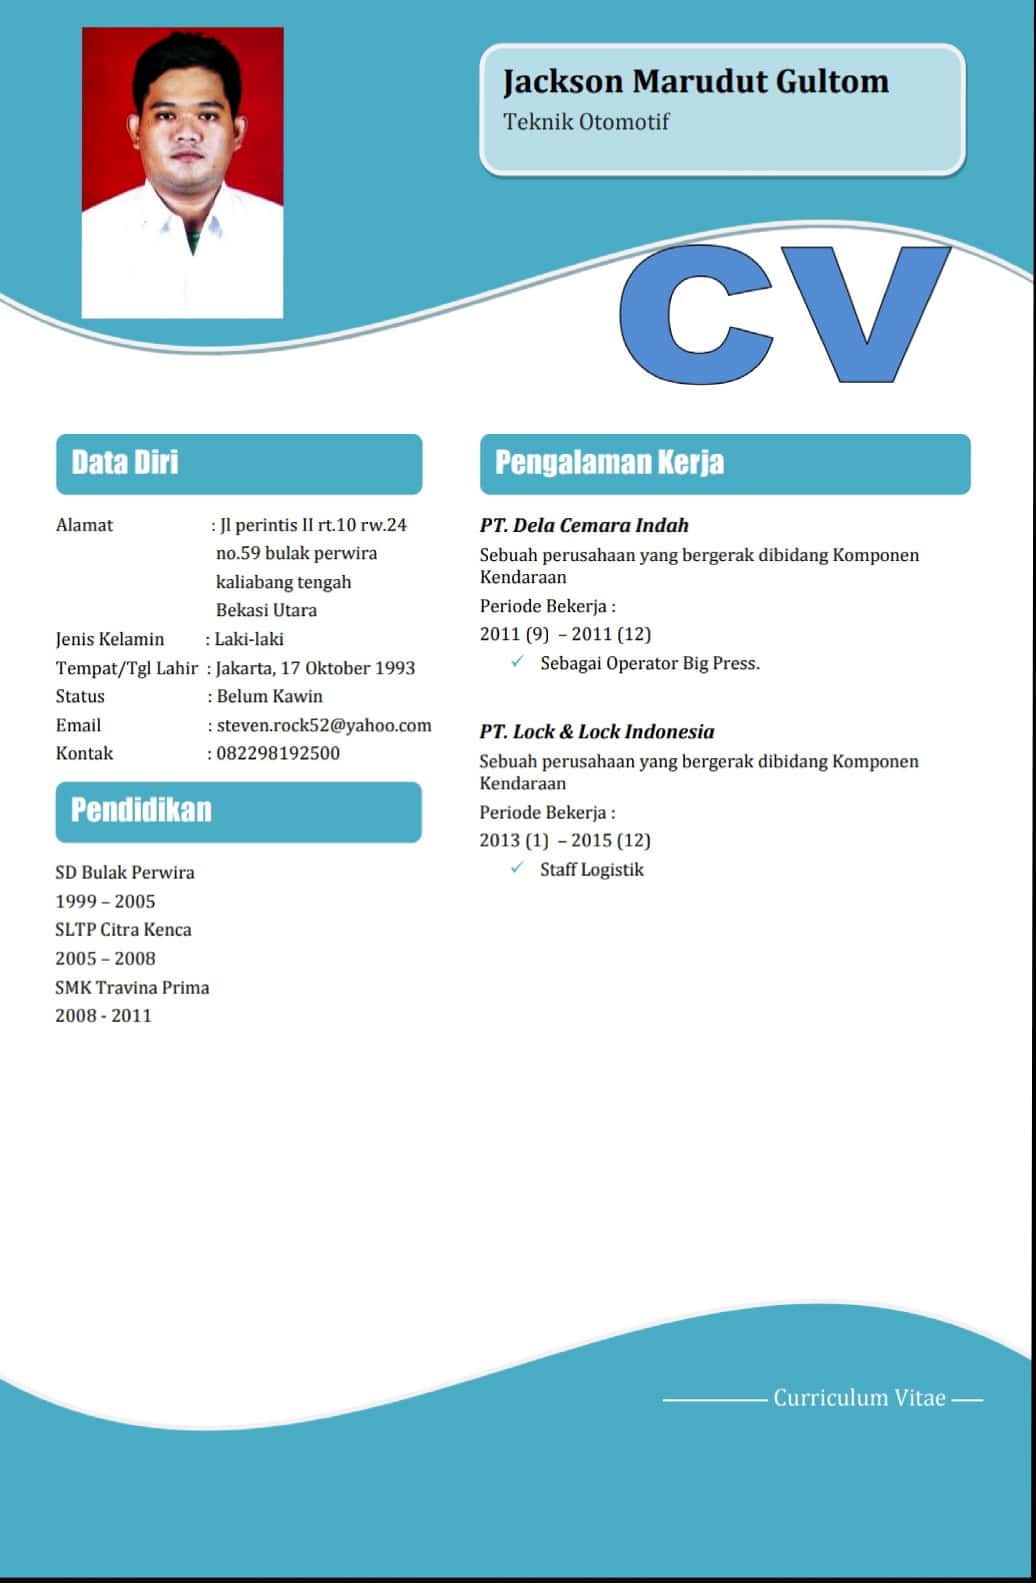 Jackson Marudut Gultom
Teknik Otomotif
CV
Data Diri
Alamat : Jl perintis II rt.10 rw.24
no.59 bulak perwira
kaliabang tengah
Bekasi Utara
Jenis Kelamin : Laki-laki
Tempat/Tgl Lahir : Jakarta, 17 Oktober 1993
Status : Belum Kawin
Email : steven.rock52@yahoo.com
Kontak : 082298192500
Pendidikan
SD Bulak Perwira
1999 – 2005
SLTP Citra Kenca
2005 – 2008
SMK Travina Prima
2008 - 2011
Pengalaman Kerja
PT. Dela Cemara Indah
Sebuah perusahaan yang bergerak dibidang Komponen
Kendaraan
Periode Bekerja :
2011 (9) – 2011 (12)
✓ Sebagai Operator Big Press.
PT. Lock & Lock Indonesia
Sebuah perusahaan yang bergerak dibidang Komponen
Kendaraan
Periode Bekerja :
2013 (1) – 2015 (12)
✓ Staff Logistik
Curriculum Vitae